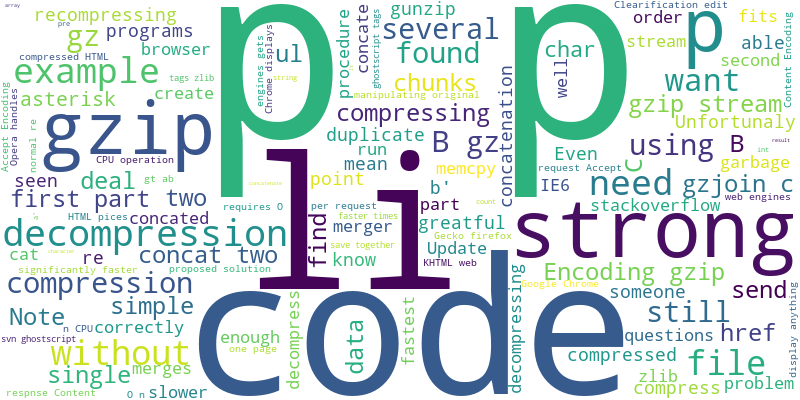 recompressing
pre
gz
programs
browser
compressed HTML
example
tags zlib
asterisk
create
Accept Encoding
Opera handles
normal re
gzip
CPU operation
seen
deal
gt ab
first part
two
concated
HTML pices
requires O
decompression
cat
re
concat two
significantly faster
proposed solution
compression
Note
simple
n CPU
correctly
svn ghostscript
without
merges
single
slower
O n
respnse Content
p
engines gets
Chrome displays
ul
string
procedure
concate
ghostscript tags
gunzip
several
found
chunks
manipulating original
compressing
duplicate
run
B gz
mean
memcpy
point
b'
part
per request
faster times
greatful
find
merger
save together
Gecko firefox
know
Update
KHTML web
count
concatenation
li
code
enough
one page
decompress
data
fastest
decompressing
p
char
well
Even
request Accept
IE6
C
need
stackoverflow
strong
Encoding gzip
Google Chrome
someone
still
questions
href
compressed
file
zlib
compress
problem
send
display anything
Clearification edit
order
fits
p
stream
able
second
want
Content Encoding
gzip stream
Unfortunaly
using
B
result
int
garbage
gzjoin c
web engines